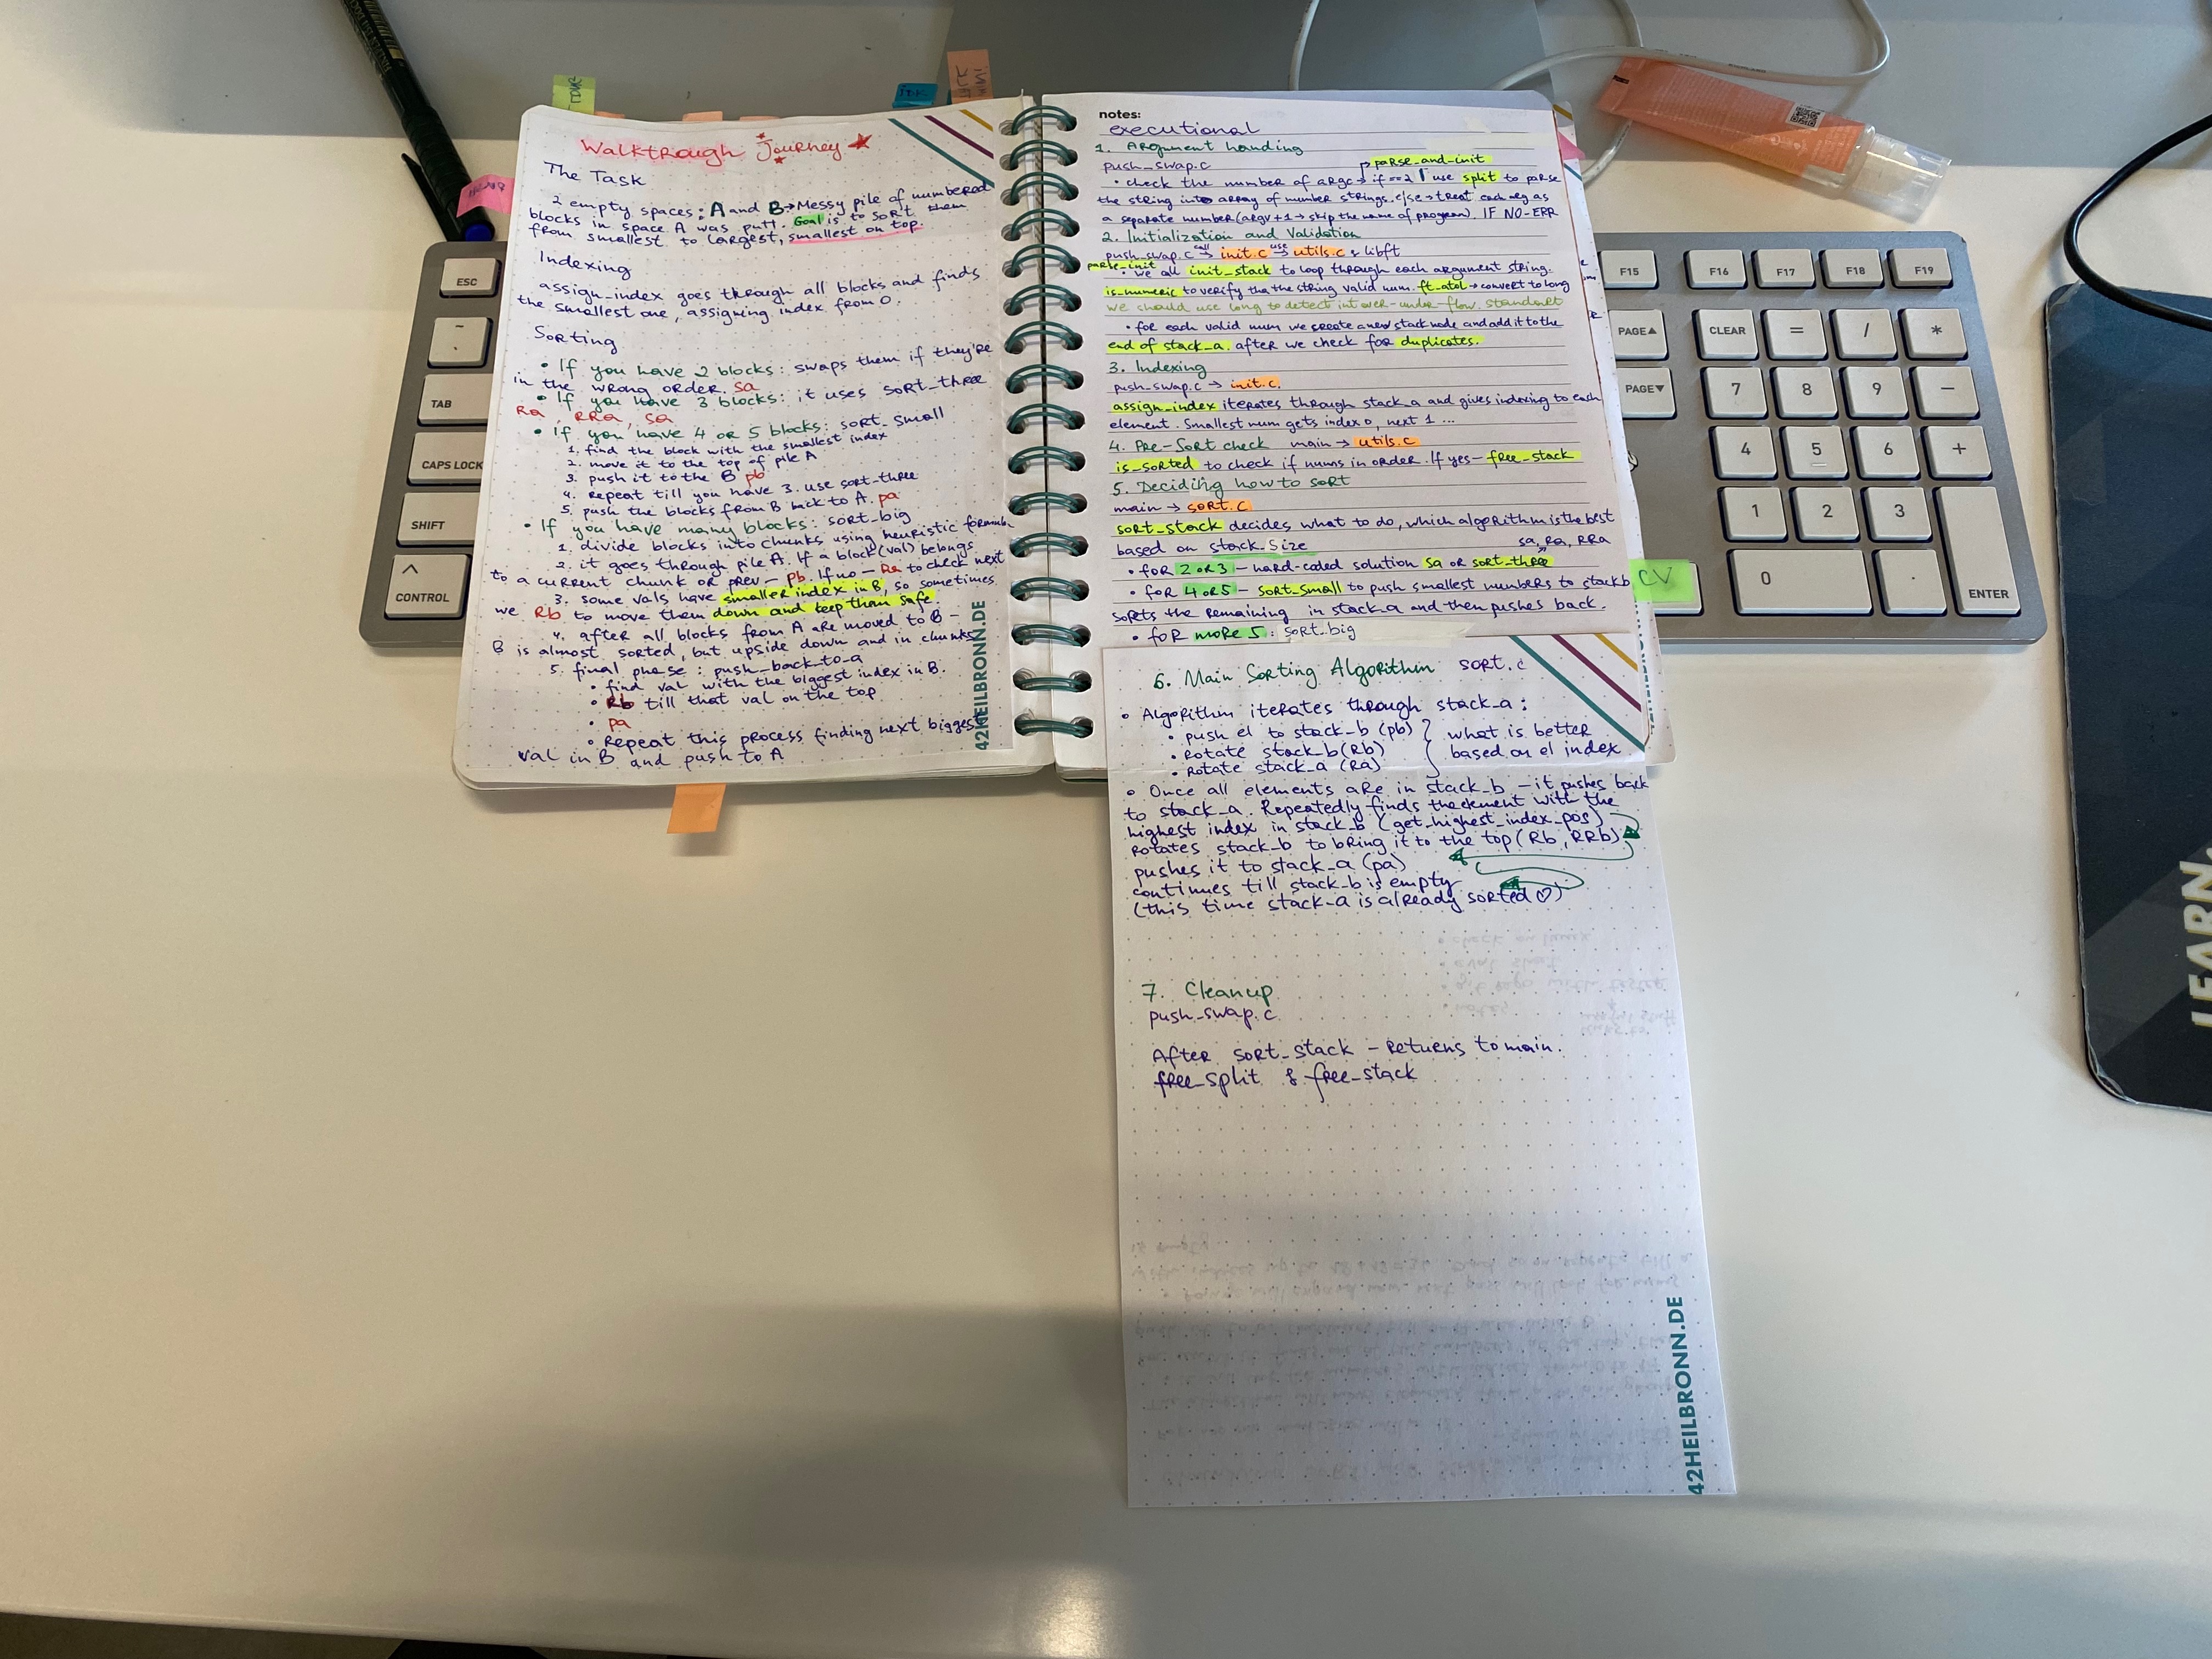 Walktrough Journey
The Task
2 empty spaces: A and B→Messy pile of numbered
blocks in space A was putt. Goal is to sort them
from smallest to largest, smallest on top.
Indexing
assign_index goes through all blocks and finds
the smallest one, assigning index from 0.
Sorting
• If you have 2 blocks: swaps them if they're
in the wrong order. sa
• If you have 3 blocks: it uses sort_three
Ra, RRa, sa
• If you have 4 or 5 blocks: sort_small
1. find the block with the smallest index
2. move it to the top of pile A
3. push it to the B pb
4. repeat till you have 3. use sort_three
5. push the blocks from B back to A. pa
• If you have many blocks: sort_big
1. divide blocks into chunks using heuristic formula
2. it goes through pile A. If a block(val) belongs
to a current chunk or prev – pb. If no – Ra to check next
3. some vals have smaller index in B, so sometimes
we Rb to move them down and keep them safe
4. after all blocks from A are moved to B –
B is almost sorted, but upside down and in chunks
5. final phase: push_back_to_a
• find val with the biggest index in B.
• Rb till that val on the top
• pa
• Repeat this process finding next biggest
val in B and push to A
42HEILBRONN.DE
notes:
executional
1. Argument handing
push_swap.c
parse_and_init
• check the number of argc → if ==2 use split to parse
the string into array of number strings. else → treat each arg as
a separate number(argv+1 → skip the name of program). IF NO-ERR
2. Initialization and Validation
push_swap.c call→ init.c use→ utils.c & libft
parse_init
• we all init_stack to loop through each argument string.
is_numeric to verify that the string valid num. ft_atol → convert to long
we should use long to detect int over-under-flow.
• for each valid num we create a new stack node and add it to the
end of stack_a. after we check for duplicates.
3. Indexing
push_swap.c → init.c.
assign_index iterates through stack_a and gives indexing to each
element. Smallest num gets index 0, next 1 ...
4. Pre-Sort check main → utils.c
is_sorted to check if nums in order. If yes – free_stack
5. Deciding how to sort
main → sort.c
sort_stack decides what to do, which algorithm is the best
based on stack_size
sa, Ra, RRa
• for 2 or 3 – hard-coded solution sa or sort_three
• for 4 or 5 – sort_small to push smallest numbers to stack b
sorts the remaining in stack_a and then pushes back.
• for more 5: sort_big
6. Main Sorting Algorithm sort.c
• Algorithm iterates through stack_a:
• push el to stack_b (pb)
• Rotate stack_b (Rb)
• Rotate stack_a (Ra)
what is better
based on el index
• Once all elements are in stack_b – it pushes back
to stack_a. Repeatedly finds the element with the
highest index in stack_b (get_highest_index_pos)
Rotates stack_b to bring it to the top (Rb, RRb)
pushes it to stack_a (pa)
continues till stack_b is empty
(this time stack_a is already sorted ♡)
7. Cleanup
push_swap.c
After sort_stack – returns to main.
free_split & free_stack
42HEILBRONN.DE
CV
ESC
TAB
CAPS LOCK
SHIFT
CONTROL
F15 F16 F17 F18 F19
PAGE▲ CLEAR = / *
PAGE▼ 7 8 9 −
4 5 6 +
1 2 3
0 . ENTER
LEARN.